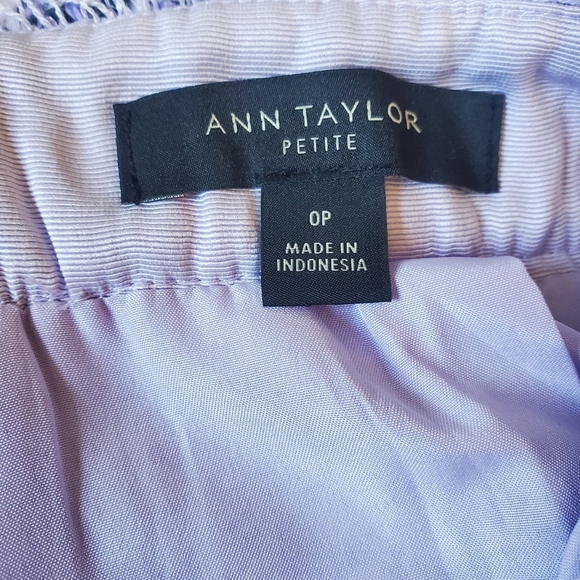 ANN TAYLOR
PETITE
0P
MADE IN
INDONESIA